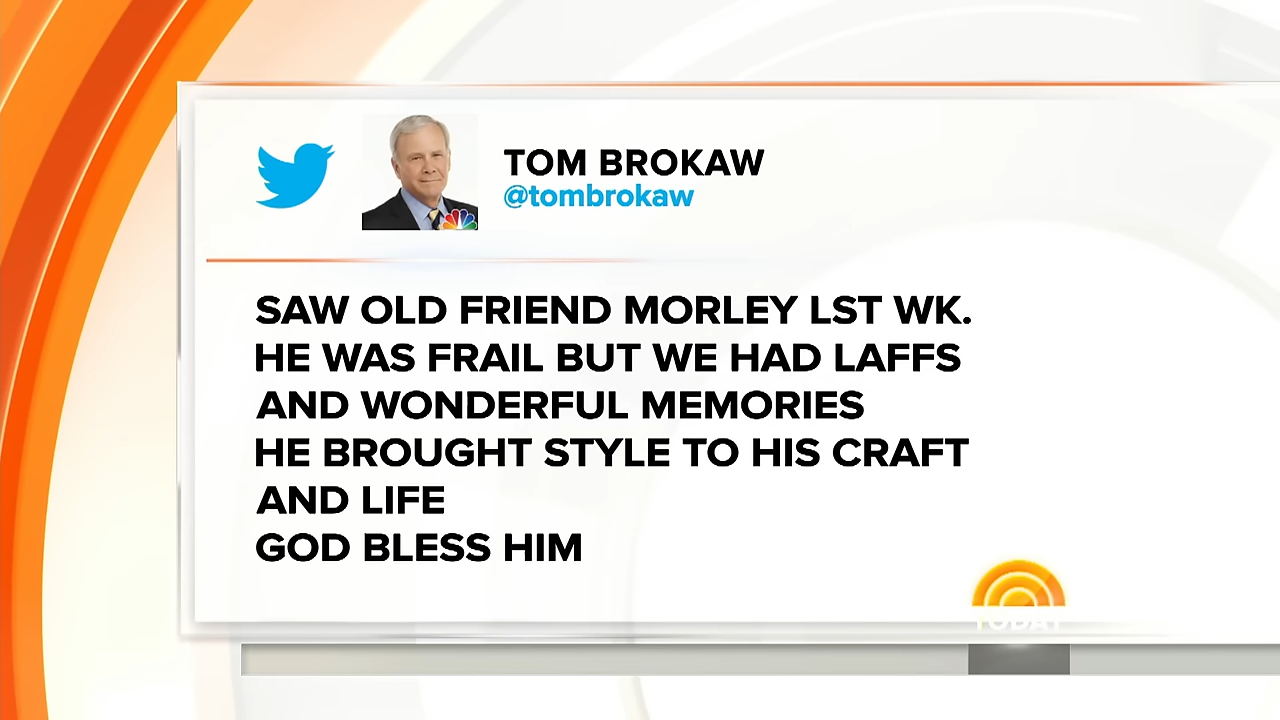 TOM BROKAW
@tombrokaw
SAW OLD FRIEND MORLEY LST WK.
HE WAS FRAIL BUT WE HAD LAFFS
AND WONDERFUL MEMORIES
HE BROUGHT STYLE TO HIS CRAFT
AND LIFE
GOD BLESS HIM
TODAY